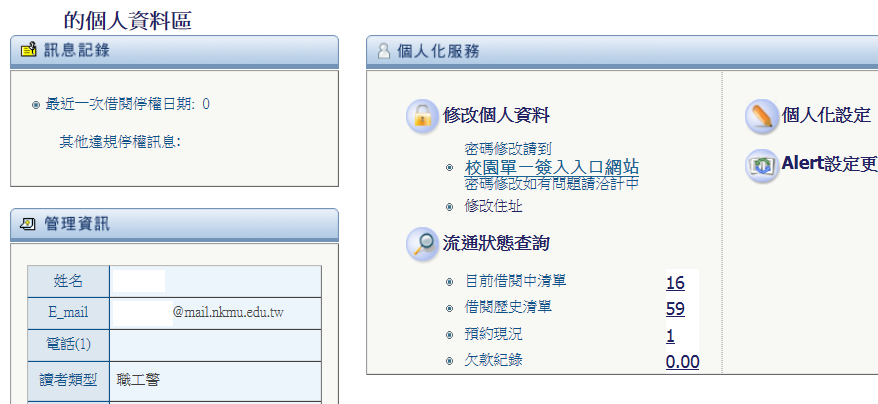 的個人資料區
訊息記錄
最近一次借閱停權日期: 0
其他違規停權訊息:
管理資訊
姓名
E_mail @mail.nkmu.edu.tw
電話(1)
讀者類型 職工警
個人化服務
修改個人資料
密碼修改請到
校園單一簽入入口網站
密碼修改如有問題請洽計中
修改住址
流通狀態查詢
目前借閱中清單 16
借閱歷史清單 59
預約現況 1
欠款紀錄 0.00
個人化設定
Alert設定更